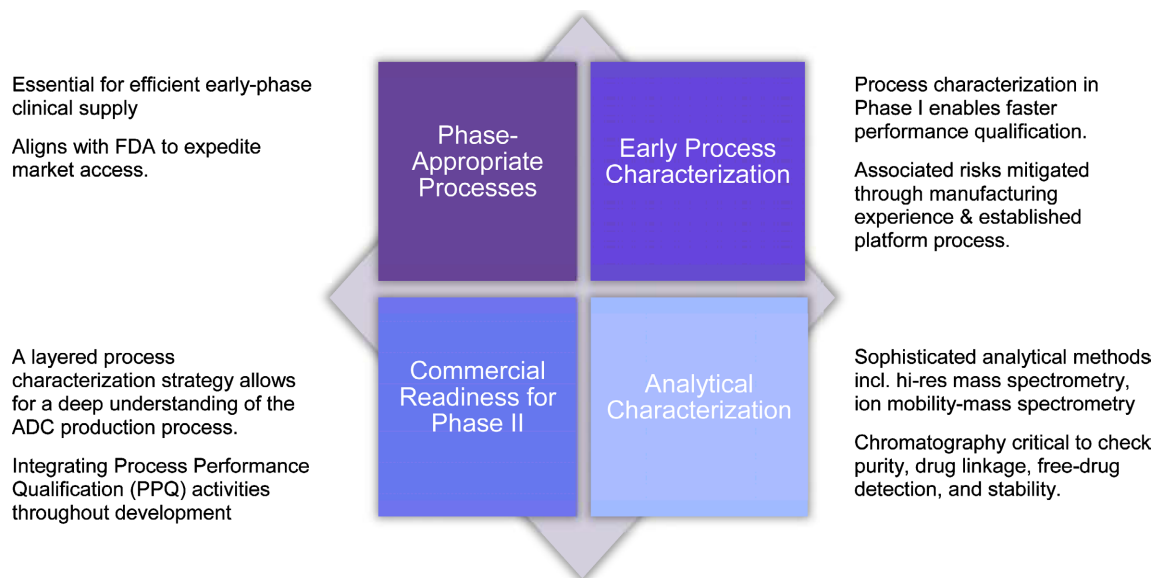 Essential for efficient early-phase
clinical supply
Aligns with FDA to expedite
market access.
Phase-
Appropriate
Processes
Early Process
Characterization
Process characterization in
Phase I enables faster
performance qualification.
Associated risks mitigated
through manufacturing
experience & established
platform process.
A layered process
characterization strategy allows
for a deep understanding of the
ADC production process.
Integrating Process Performance
Qualification (PPQ) activities
throughout development
Commercial
Readiness for
Phase II
Analytical
Characterization
Sophisticated analytical methods
incl. hi-res mass spectrometry,
ion mobility-mass spectrometry
Chromatography critical to check
purity, drug linkage, free-drug
detection, and stability.